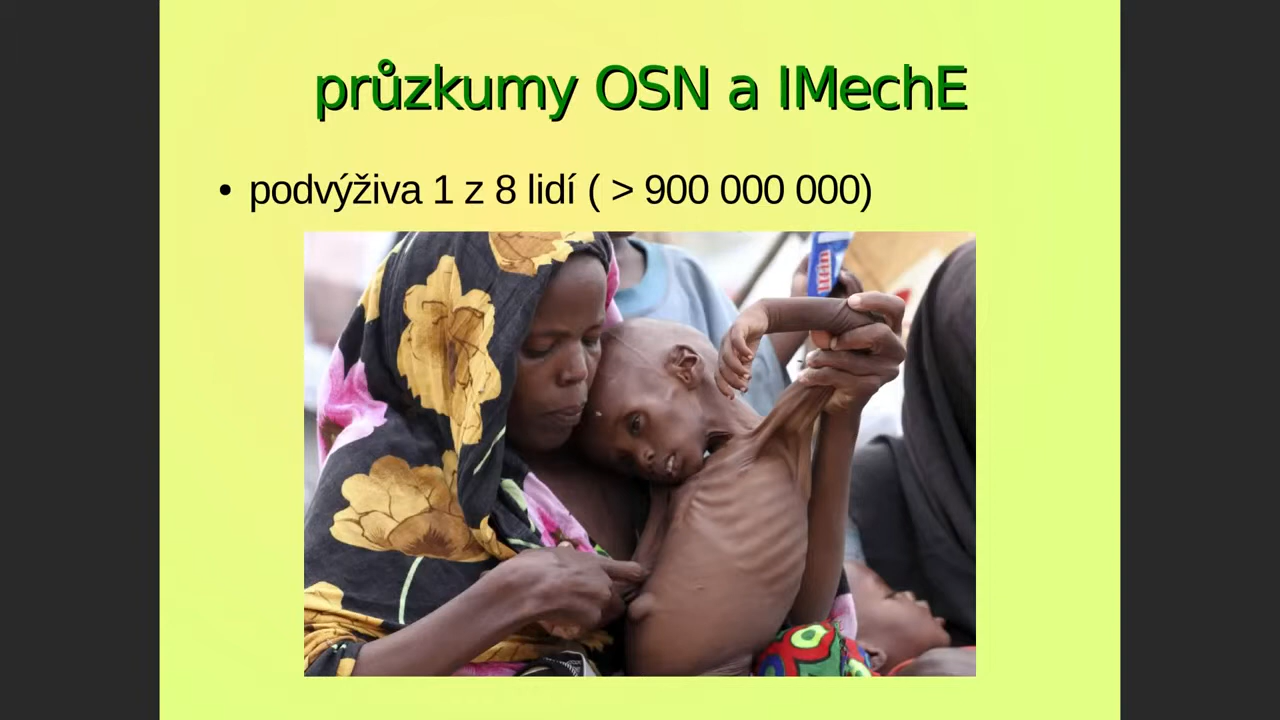 průzkumy OSN a IMechE
• podvýživa 1 z 8 lidí ( > 900 000 000)